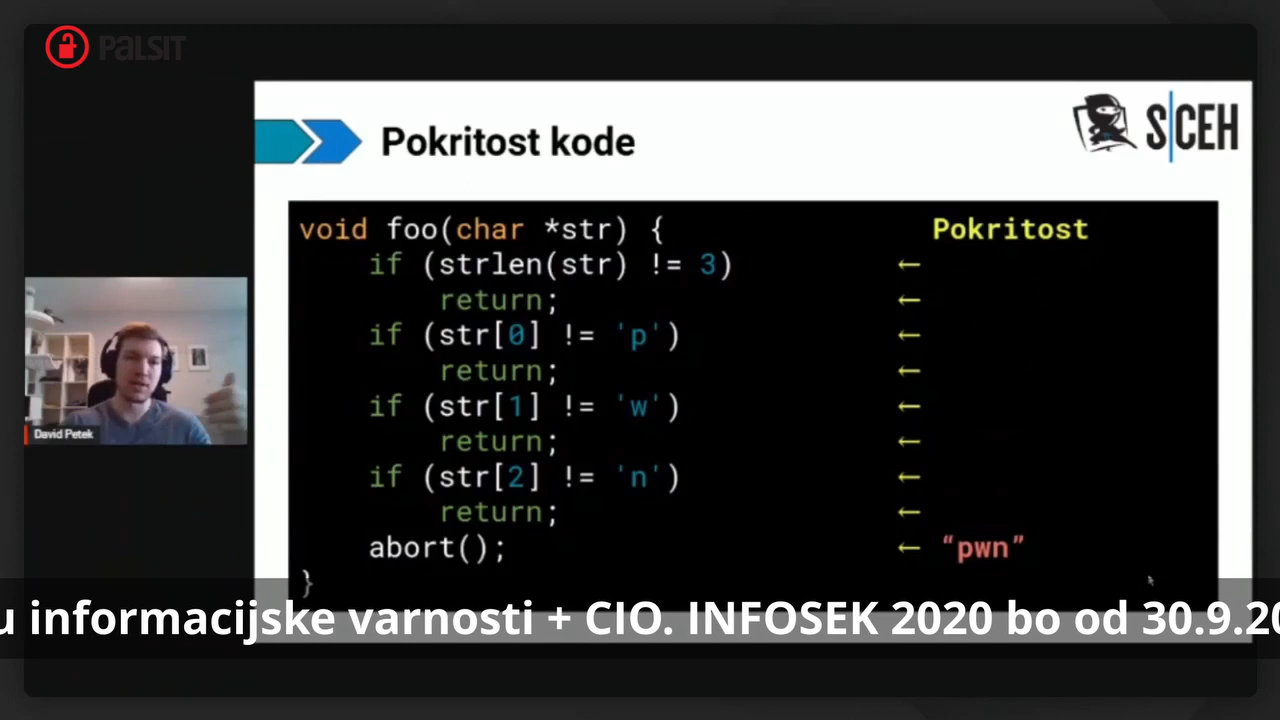 PaLSIT
Pokritost kode
S|CEH
void foo(char *str) { Pokritost
if (strlen(str) != 3) ←
return; ←
if (str[0] != 'p') ←
return; ←
if (str[1] != 'w') ←
return; ←
if (str[2] != 'n') ←
return; ←
abort(); ← “pwn”
}
David Petek
u informacijske varnosti + CIO. INFOSEK 2020 bo od 30.9.20